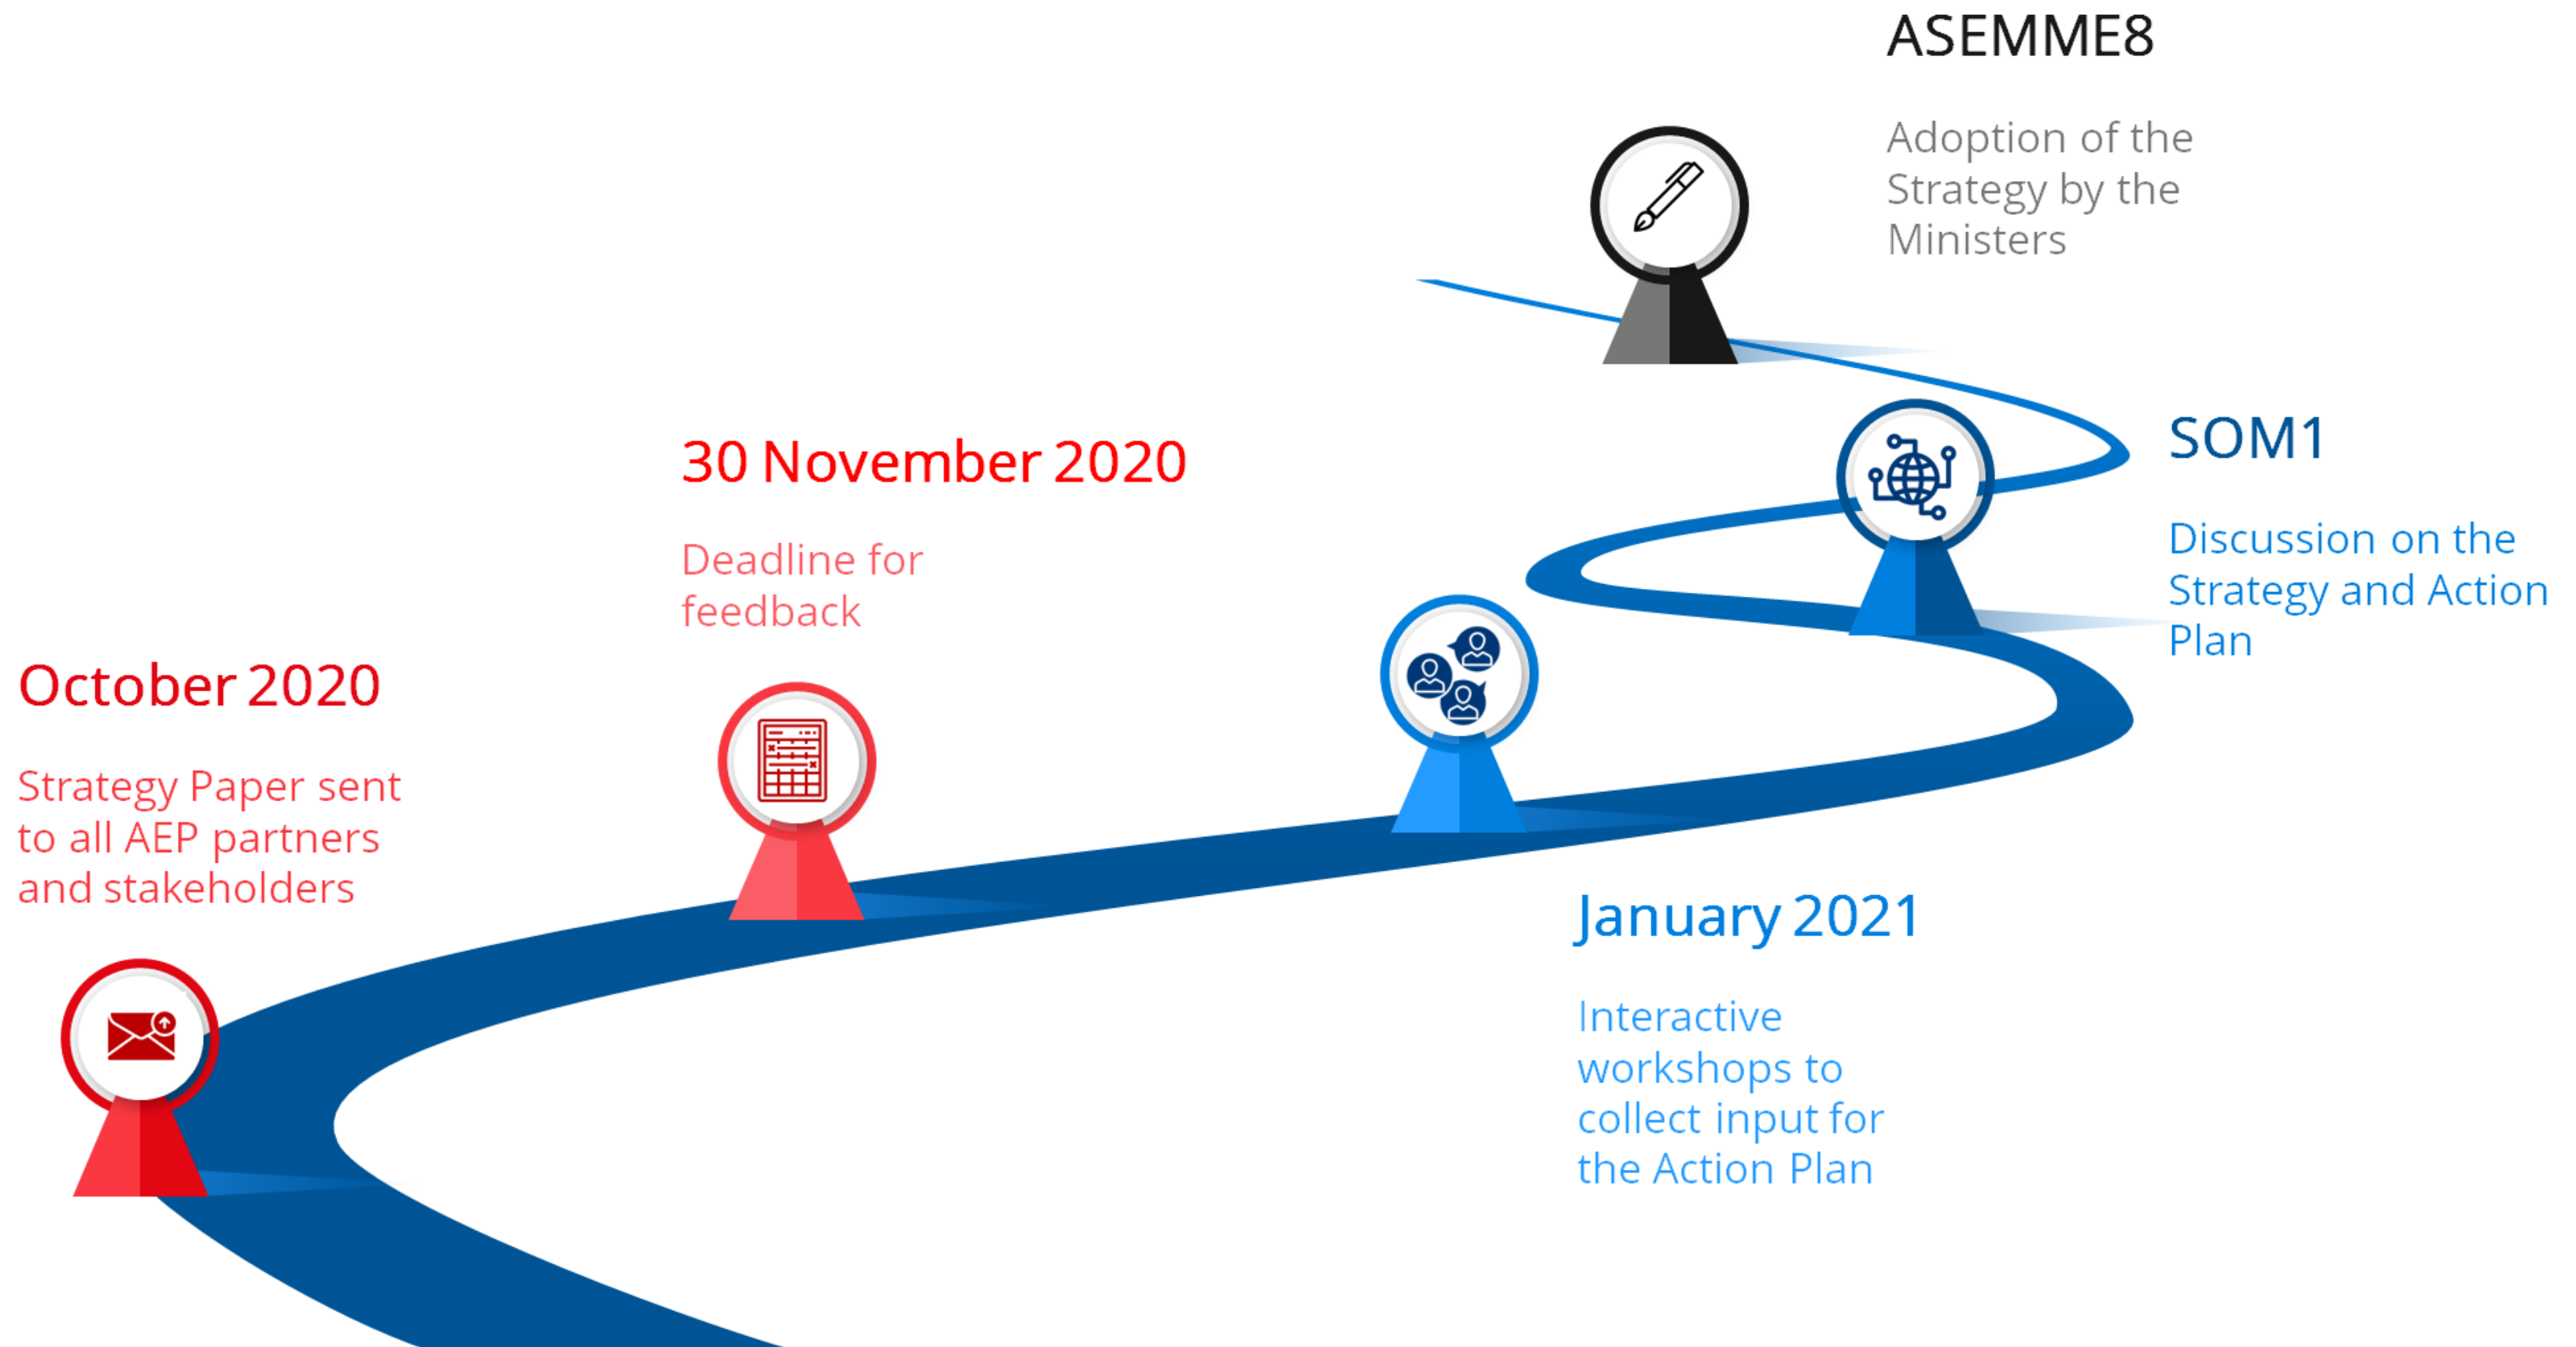 October 2020
Strategy Paper sent
to all AEP partners
and stakeholders
30 November 2020
Deadline for
feedback
January 2021
Interactive
workshops to
collect input for
the Action Plan
SOM1
Discussion on the
Strategy and Action
Plan
ASEMME8
Adoption of the
Strategy by the
Ministers